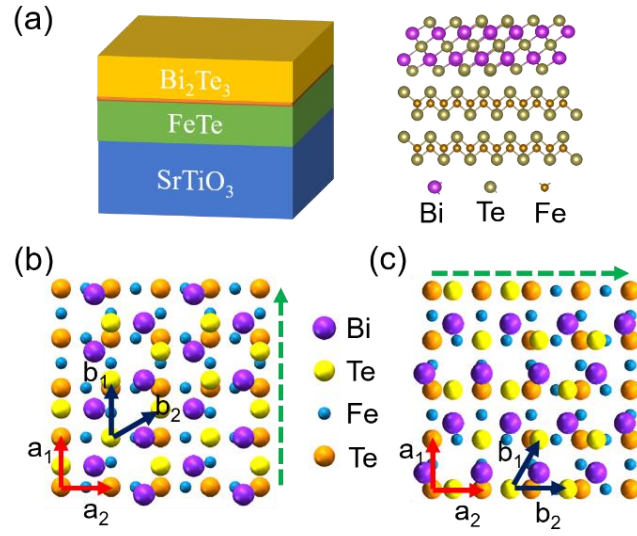 (a)
Bi₂Te₃
FeTe
SrTiO₃
Bi Te Fe
(b)
b₁
b₂
a₁
a₂
Bi
Te
Fe
Te
(c)
b₁
b₂
a₁
a₂